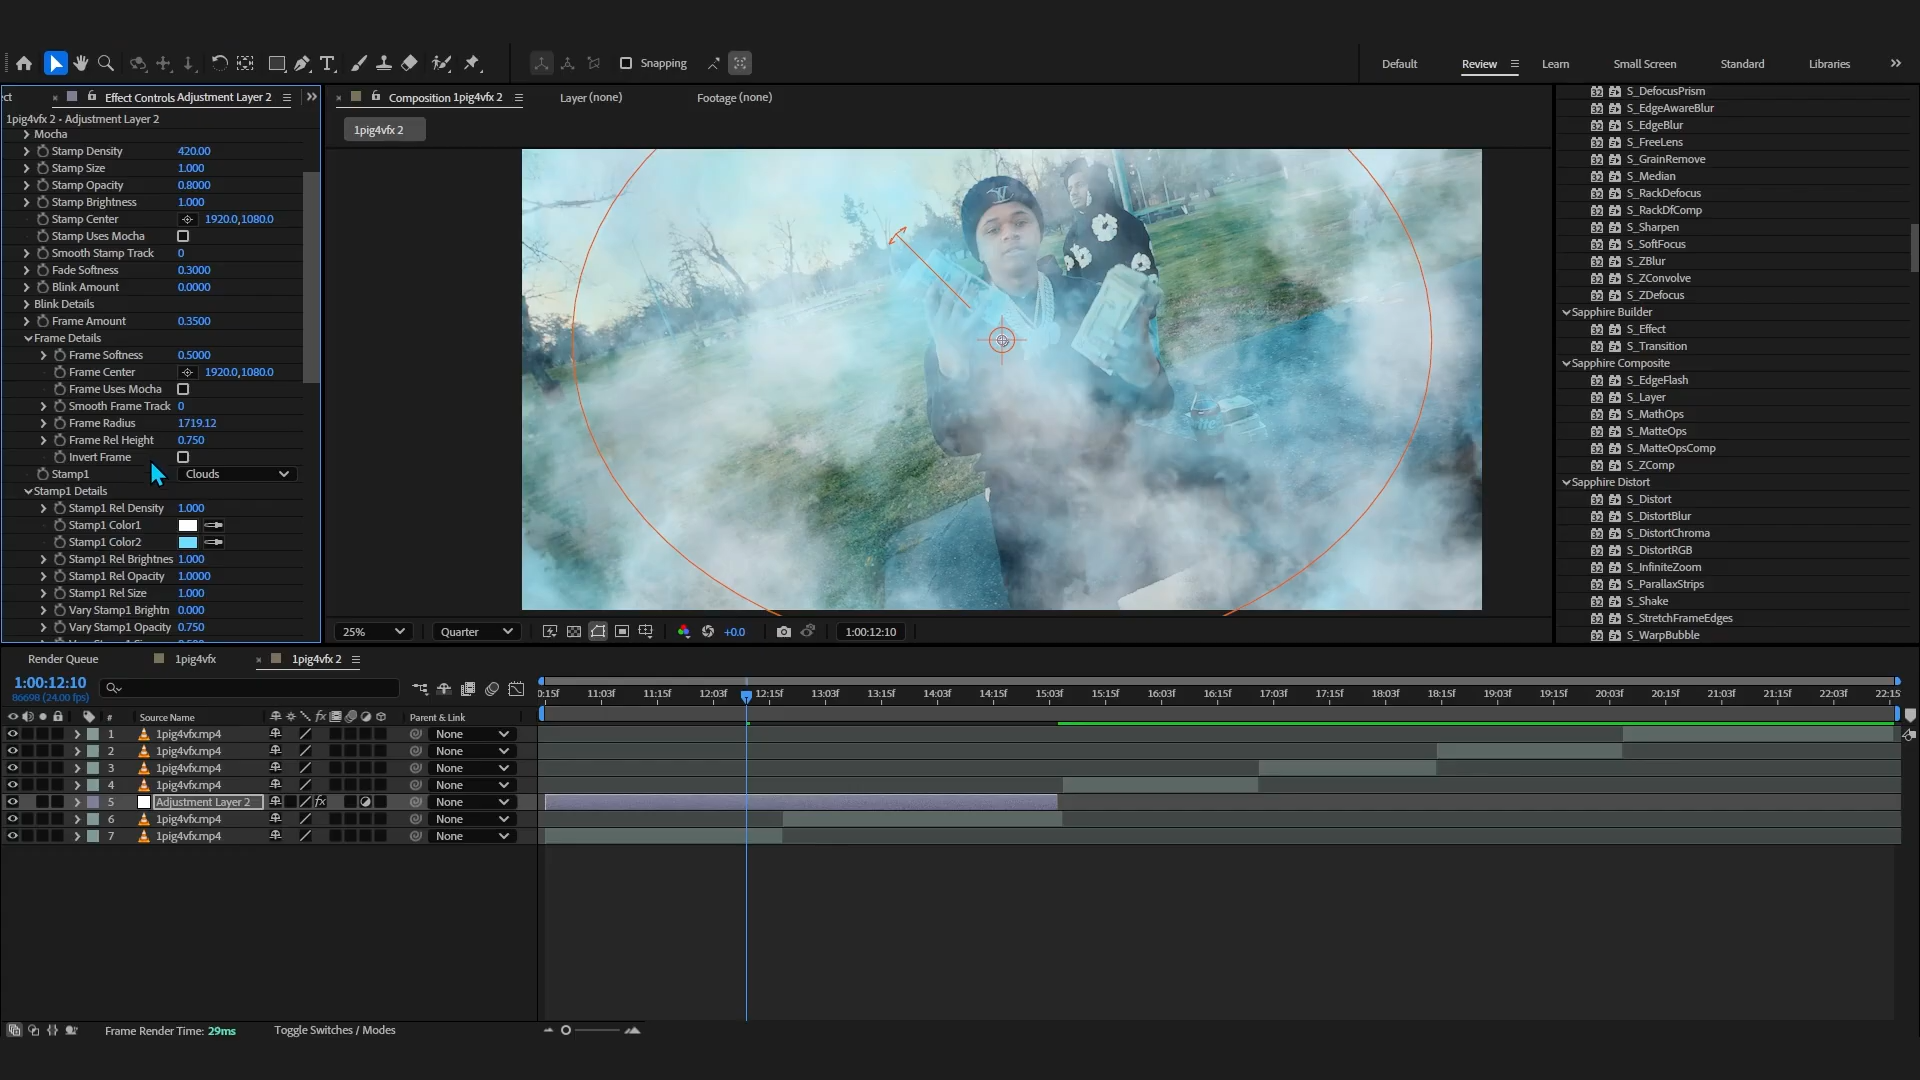 Snapping
Default
Review
Learn
Small Screen
Standard
Libraries
ct
Effect Controls Adjustment Layer 2
1pig4vfx 2 - Adjustment Layer 2
Mocha
Stamp Density 420.00
Stamp Size 1.000
Stamp Opacity 0.8000
Stamp Brightness 1.000
Stamp Center 1920.0,1080.0
Stamp Uses Mocha
Smooth Stamp Track 0
Fade Softness 0.3000
Blink Amount 0.0000
Blink Details
Frame Amount 0.3500
Frame Details
Frame Softness 0.5000
Frame Center 1920.0,1080.0
Frame Uses Mocha
Smooth Frame Track 0
Frame Radius 1719.12
Frame Rel Height 0.750
Invert Frame
Stamp1 Clouds
Stamp1 Details
Stamp1 Rel Density 1.000
Stamp1 Color1
Stamp1 Color2
Stamp1 Rel Brightnes 1.000
Stamp1 Rel Opacity 1.0000
Stamp1 Rel Size 1.000
Vary Stamp1 Brightn 0.000
Vary Stamp1 Opacity 0.750
Composition 1pig4vfx 2
Layer (none)
Footage (none)
1pig4vfx 2
25%
Quarter
+0.0
1:00:12:10
S_DefocusPrism
S_EdgeAwareBlur
S_EdgeBlur
S_FreeLens
S_GrainRemove
S_Median
S_RackDefocus
S_RackDfComp
S_Sharpen
S_SoftFocus
S_ZBlur
S_ZConvolve
S_ZDefocus
Sapphire Builder
S_Effect
S_Transition
Sapphire Composite
S_EdgeFlash
S_Layer
S_MathOps
S_MatteOps
S_MatteOpsComp
S_ZComp
Sapphire Distort
S_Distort
S_DistortBlur
S_DistortChroma
S_DistortRGB
S_InfiniteZoom
S_ParallaxStrips
S_Shake
S_StretchFrameEdges
S_WarpBubble
Render Queue
1pig4vfx
1pig4vfx 2
1:00:12:10
86698 (24.00 fps)
0:15f 11:03f 11:15f 12:03f 12:15f 13:03f 13:15f 14:03f 14:15f 15:03f 15:15f 16:03f 16:15f 17:03f 17:15f 18:03f 18:15f 19:03f 19:15f 20:03f 20:15f 21:03f 21:15f 22:03f 22:15
# Source Name fx Parent & Link
1 1pig4vfx.mp4 None
2 1pig4vfx.mp4 None
3 1pig4vfx.mp4 None
4 1pig4vfx.mp4 None
5 Adjustment Layer 2 fx None
6 1pig4vfx.mp4 None
7 1pig4vfx.mp4 None
Frame Render Time: 29ms
Toggle Switches / Modes